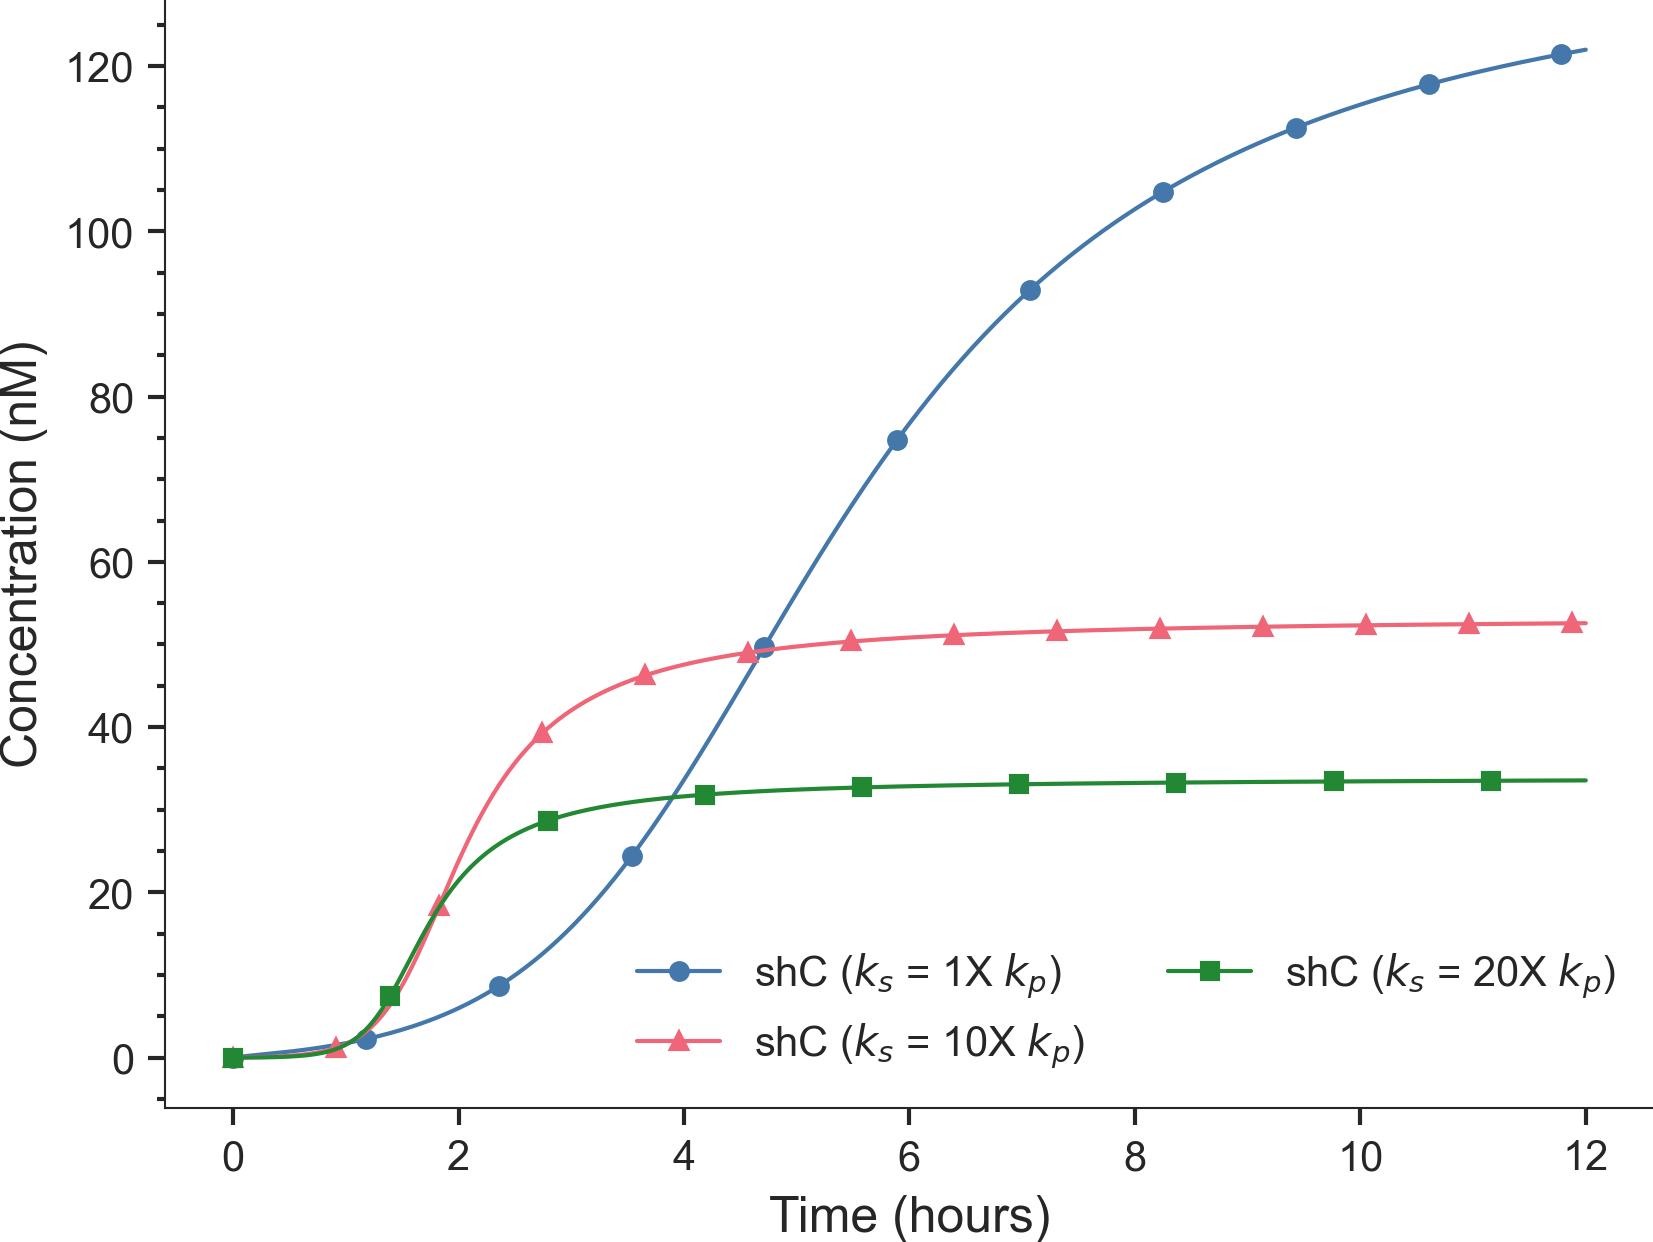 120
100
80
60
40
20
0
Concentration (nM)
shC (kₛ = 1X kₚ)
shC (kₛ = 10X kₚ)
shC (kₛ = 20X kₚ)
0 2 4 6 8 10 12
Time (hours)